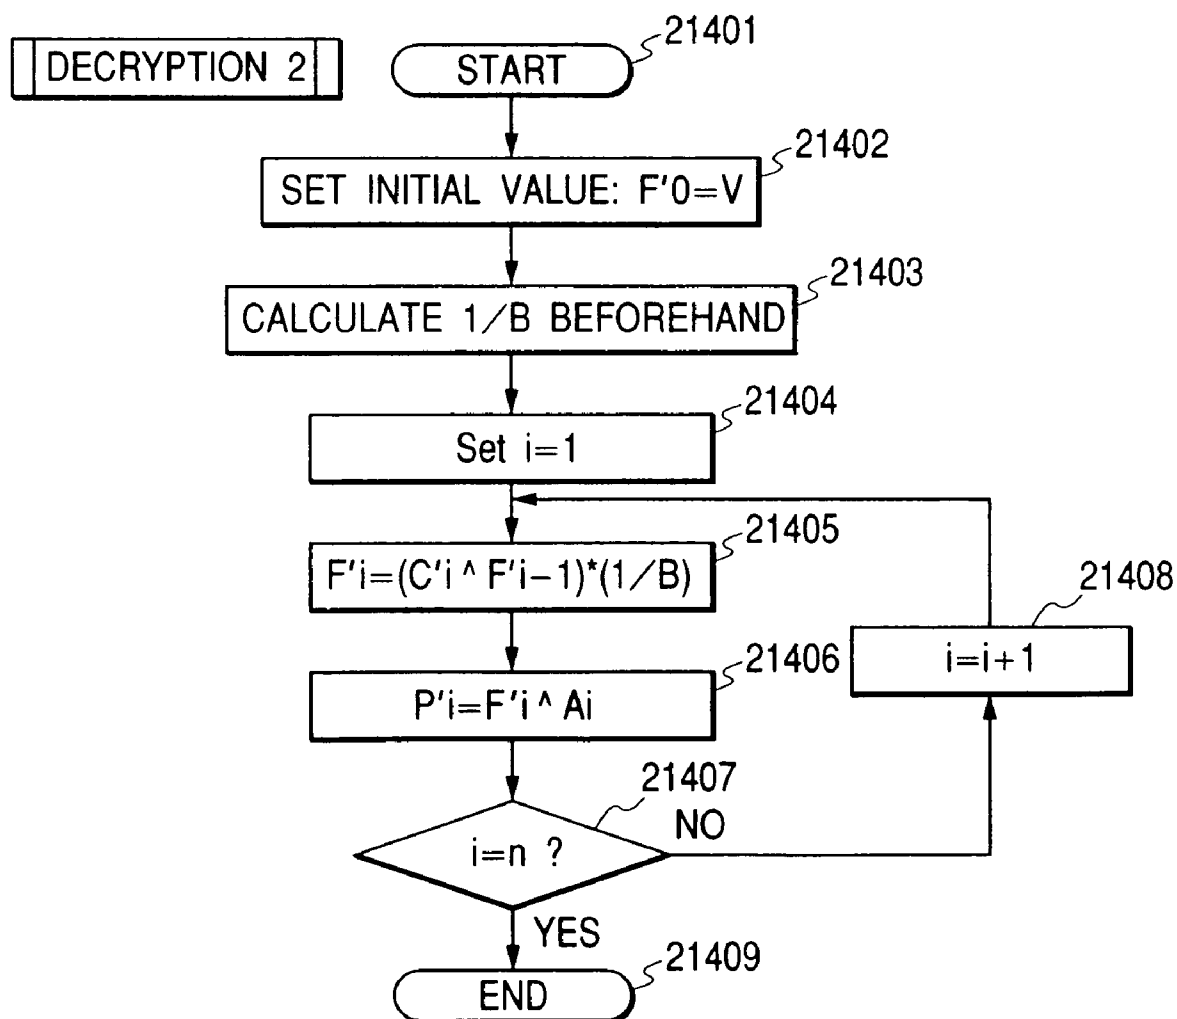 DECRYPTION 2
START
21401
21402
SET INITIAL VALUE: F'0=V
21403
CALCULATE 1/B BEFOREHAND
21404
Set i=1
21405
F'i=(C'i ^ F'i-1)*(1/B)
21408
i=i+1
21406
P'i=F'i ^ Ai
21407
i=n ?
NO
YES
21409
END